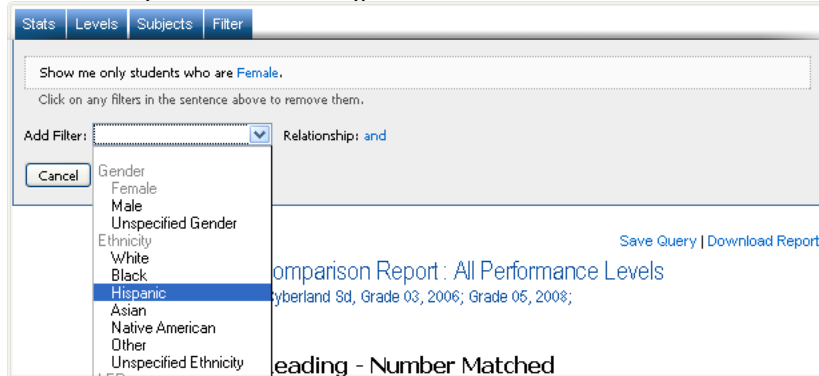 Stats Levels Subjects Filter
Show me only students who are Female.
Click on any filters in the sentence above to remove them.
Add Filter: Relationship: and
Cancel
Gender
Female
Male
Unspecified Gender
Ethnicity
White
Black
Hispanic
Asian
Native American
Other
Unspecified Ethnicity
Save Query | Download Report
omparison Report : All Performance Levels
yberland Sd, Grade 03, 2006; Grade 05, 2008;
eading - Number Matched